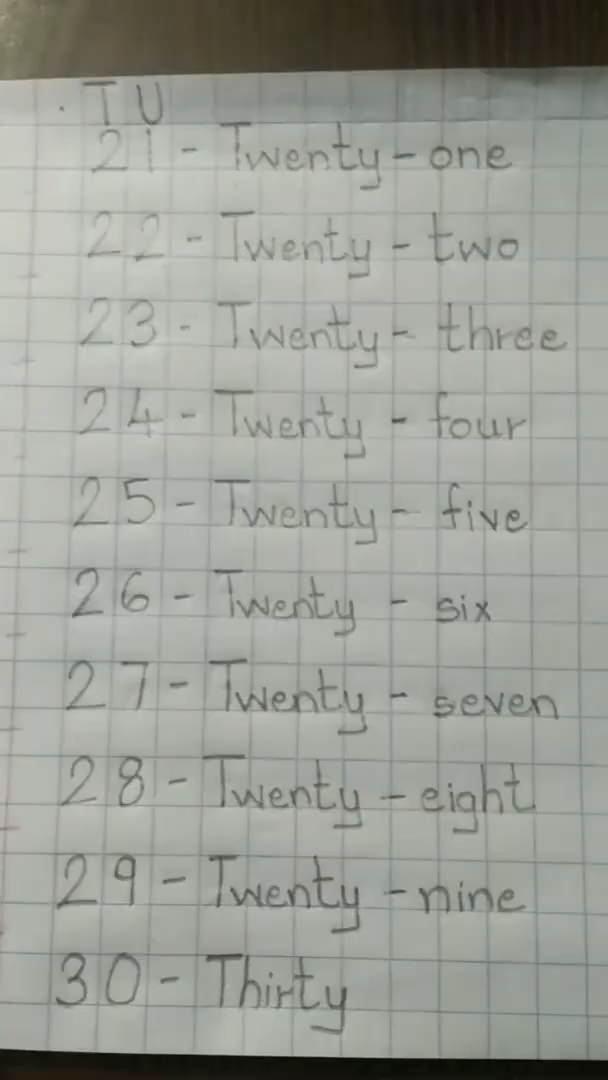 T U
21 - Twenty - one
22 - Twenty - two
23 - Twenty - three
24 - Twenty - four
25 - Twenty - five
26 - Twenty - six
27 - Twenty - seven
28 - Twenty - eight
29 - Twenty - nine
30 - Thirty